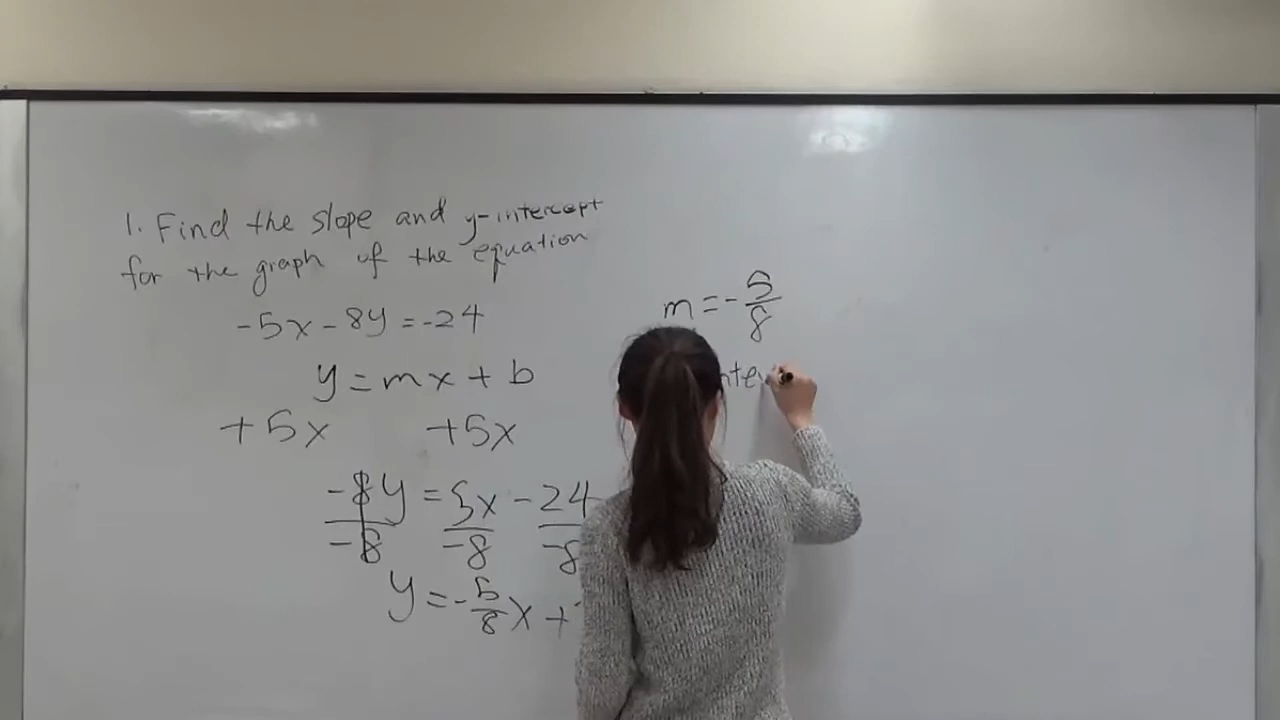 1. Find the slope and y-intercept
for the graph of the equation
-5x - 8y = -24
y = mx + b
+5x +5x
-8y = 5x - 24
-8 -8 -8
y = -5/8 x +
m = -5/8